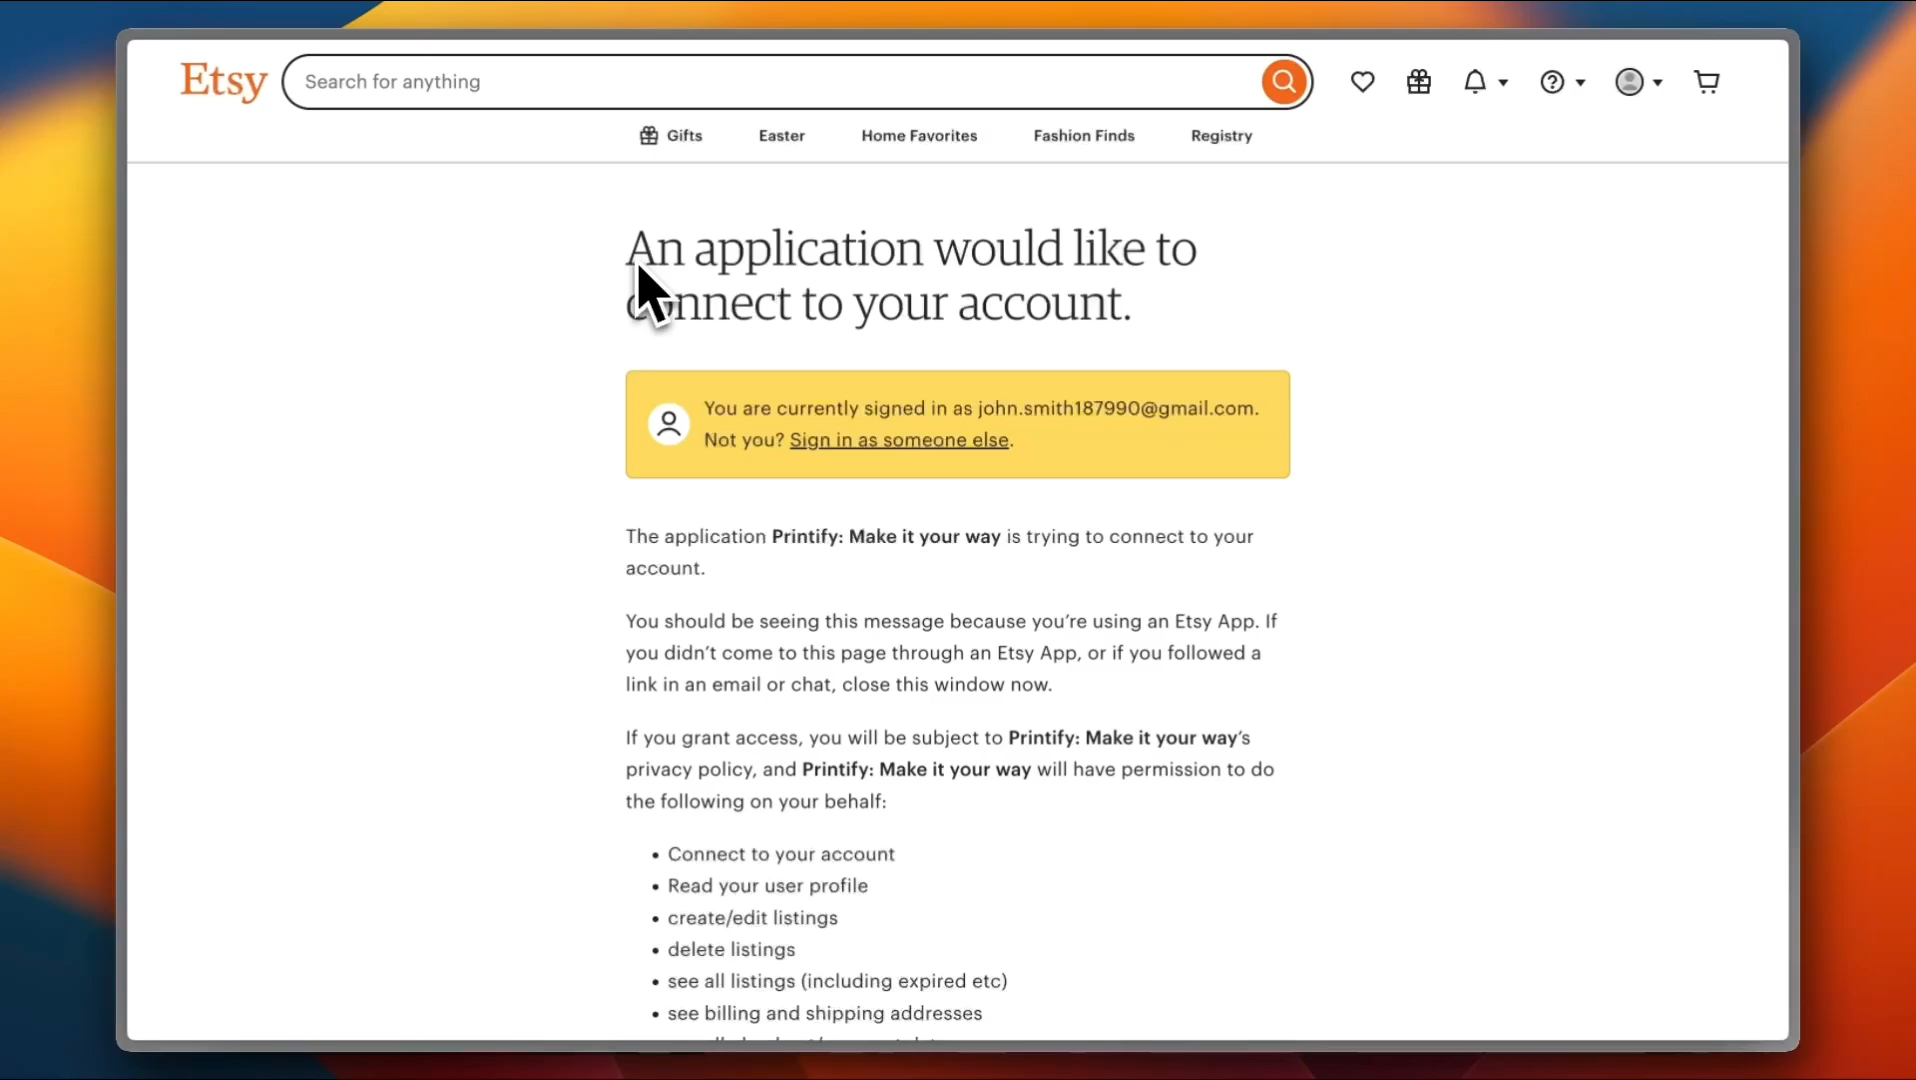 Etsy
Search for anything
Gifts Easter Home Favorites Fashion Finds Registry
An application would like to
connect to your account.
You are currently signed in as john.smith187990@gmail.com.
Not you? Sign in as someone else.
The application Printify: Make it your way is trying to connect to your
account.
You should be seeing this message because you’re using an Etsy App. If
you didn’t come to this page through an Etsy App, or if you followed a
link in an email or chat, close this window now.
If you grant access, you will be subject to Printify: Make it your way’s
privacy policy, and Printify: Make it your way will have permission to do
the following on your behalf:
• Connect to your account
• Read your user profile
• create/edit listings
• delete listings
• see all listings (including expired etc)
• see billing and shipping addresses